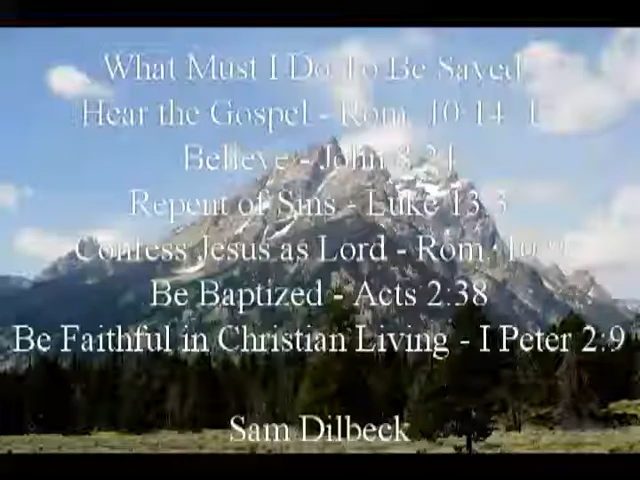 What Must I Do To Be Saved
Hear the Gospel - Rom. 10:14
Believe - John 8:24
Repent of Sins - Luke 13:3
Confess Jesus as Lord - Rom. 10:9
Be Baptized - Acts 2:38
Be Faithful in Christian Living - I Peter 2:9
Sam Dilbeck